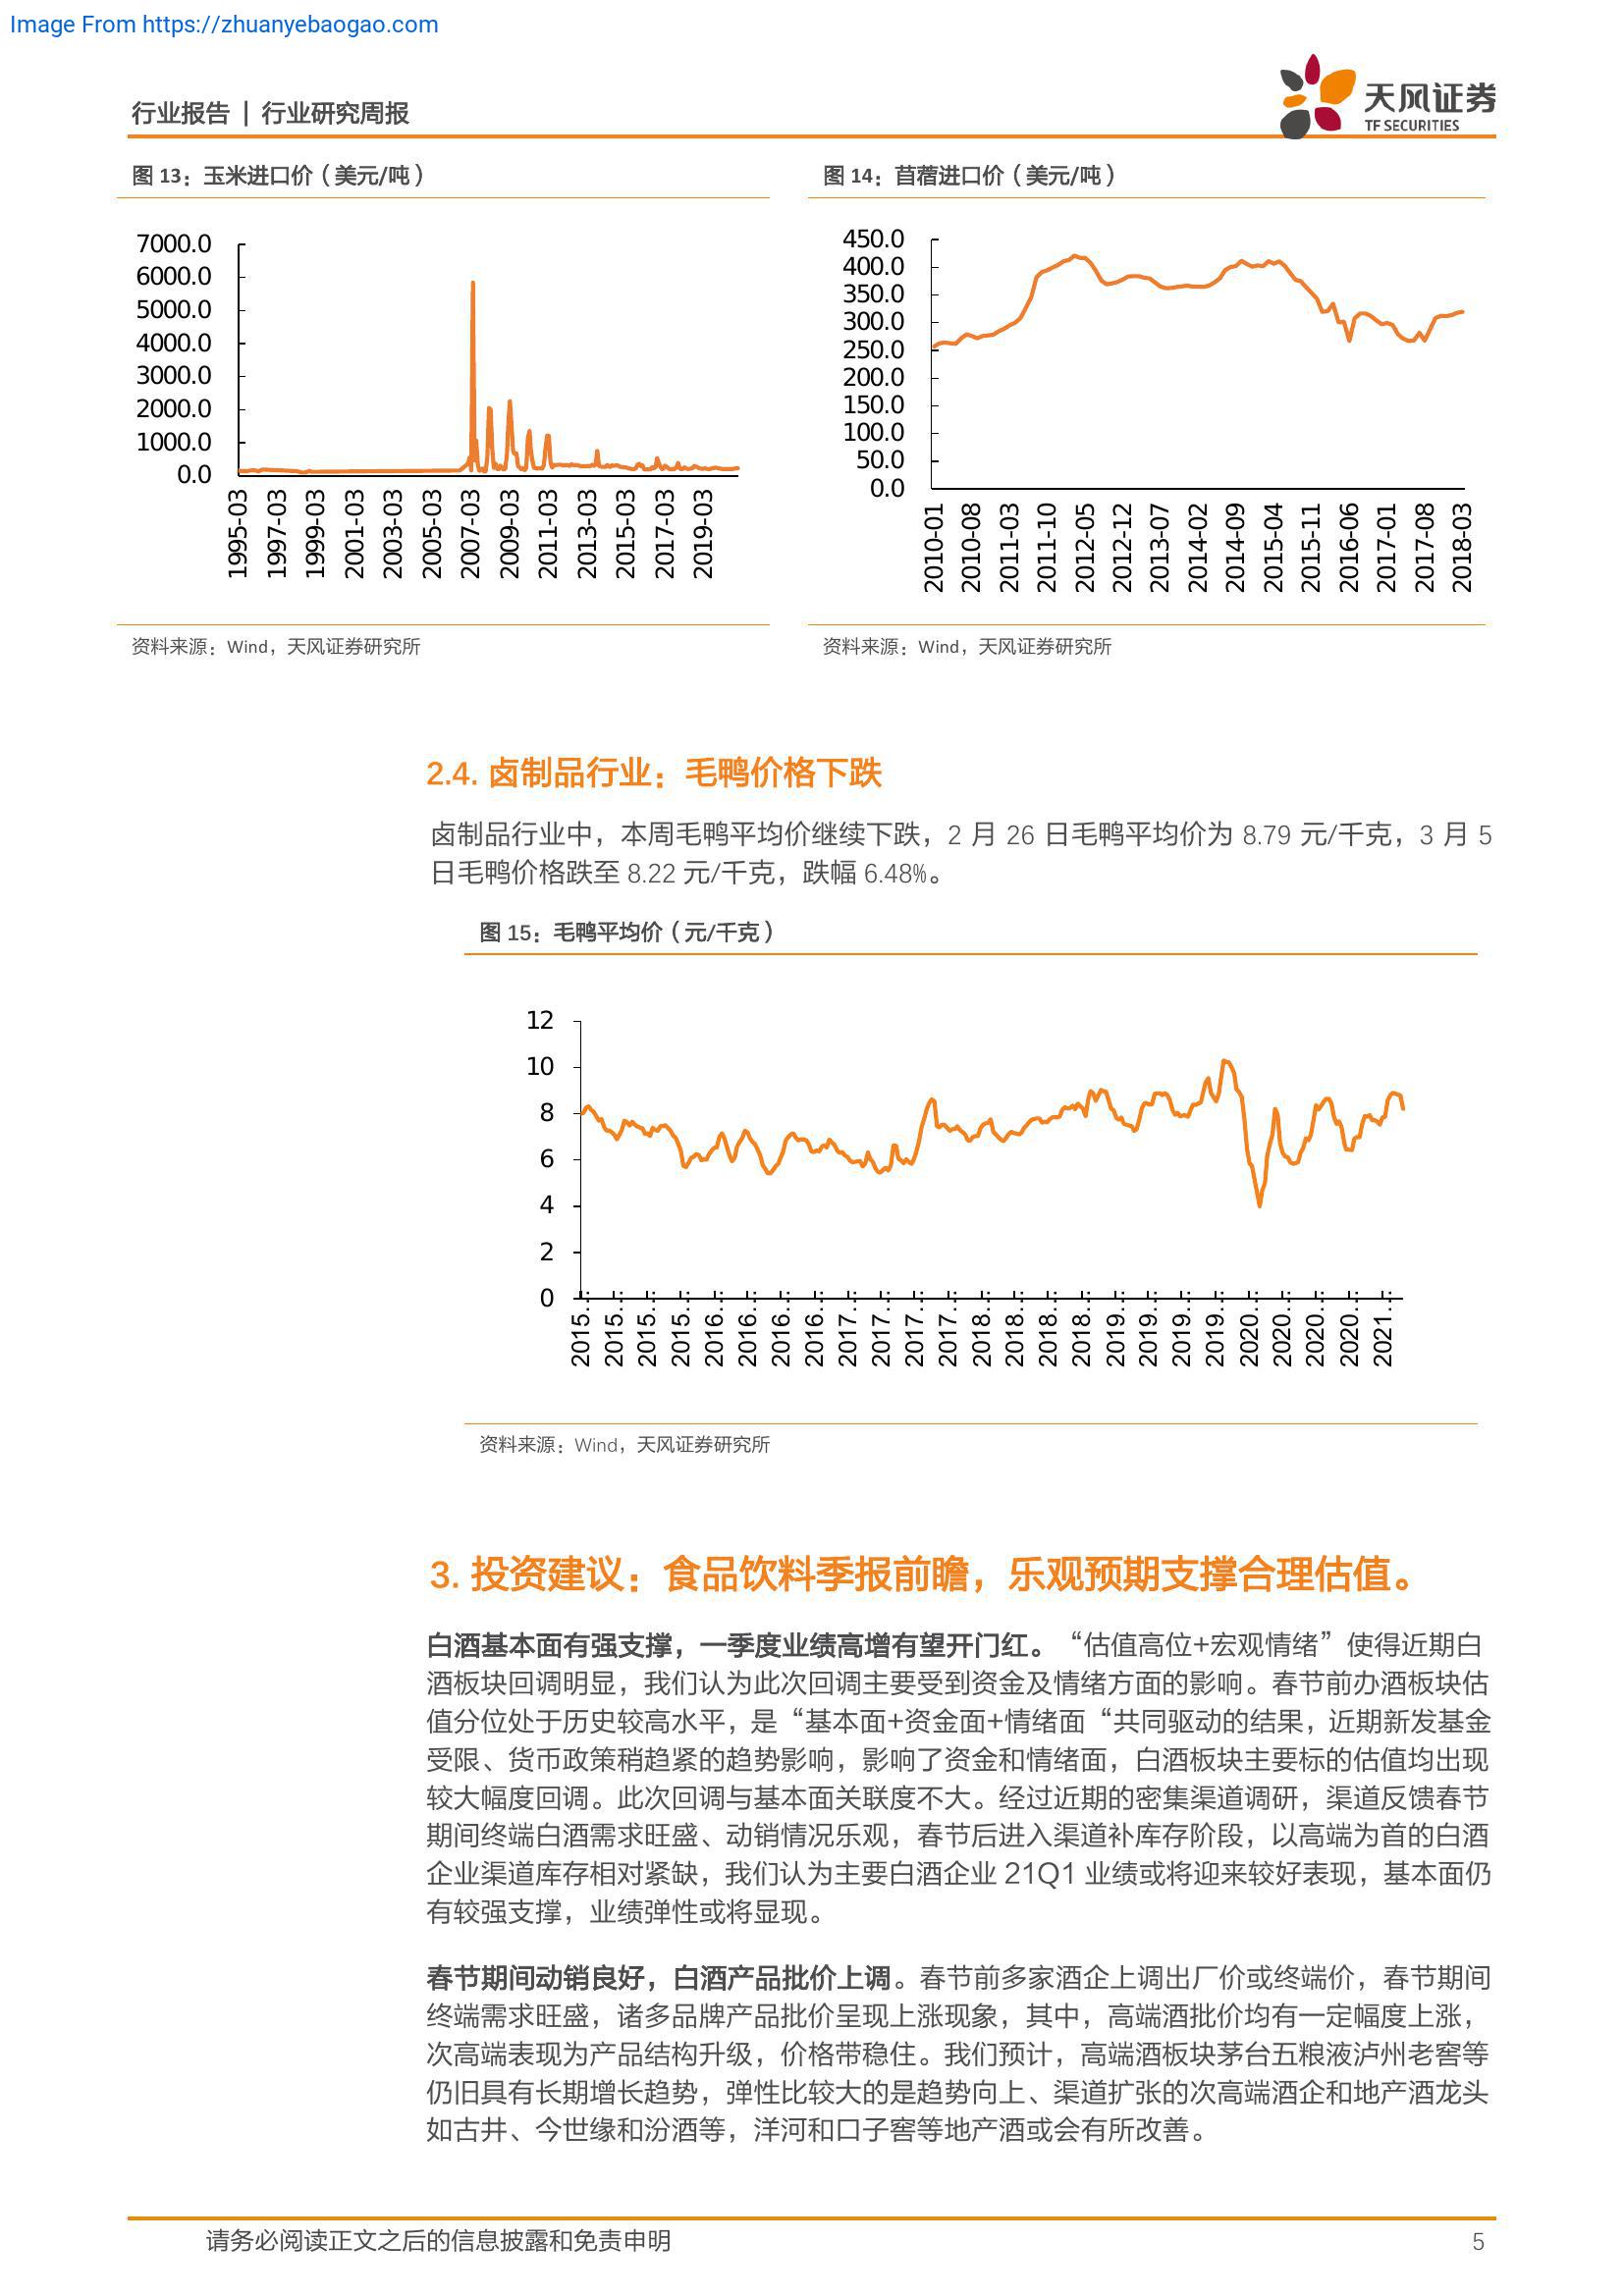 Image From https://zhuanyebaogao.com
行业报告 | 行业研究周报
天风证券
TF SECURITIES
图 13：玉米进口价（美元/吨）
7000.0
6000.0
5000.0
4000.0
3000.0
2000.0
1000.0
0.0
1995-03
1997-03
1999-03
2001-03
2003-03
2005-03
2007-03
2009-03
2011-03
2013-03
2015-03
2017-03
2019-03
资料来源：Wind，天风证券研究所
图 14：苜蓿进口价（美元/吨）
450.0
400.0
350.0
300.0
250.0
200.0
150.0
100.0
50.0
0.0
2010-01
2010-08
2011-03
2011-10
2012-05
2012-12
2013-07
2014-02
2014-09
2015-04
2015-11
2016-06
2017-01
2017-08
2018-03
资料来源：Wind，天风证券研究所
2.4. 卤制品行业：毛鸭价格下跌
卤制品行业中，本周毛鸭平均价继续下跌，2 月 26 日毛鸭平均价为 8.79 元/千克，3 月 5
日毛鸭价格跌至 8.22 元/千克，跌幅 6.48%。
图 15：毛鸭平均价（元/千克）
12
10
8
6
4
2
0
2015…
2015…
2015…
2015…
2016…
2016…
2016…
2016…
2017…
2017…
2017…
2017…
2018…
2018…
2018…
2018…
2019…
2019…
2019…
2019…
2020…
2020…
2020…
2020…
2021…
资料来源：Wind，天风证券研究所
3. 投资建议：食品饮料季报前瞻，乐观预期支撑合理估值。
白酒基本面有强支撑，一季度业绩高增有望开门红。“估值高位+宏观情绪”使得近期白
酒板块回调明显，我们认为此次回调主要受到资金及情绪方面的影响。春节前办酒板块估
值分位处于历史较高水平，是“基本面+资金面+情绪面“共同驱动的结果，近期新发基金
受限、货币政策稍趋紧的趋势影响，影响了资金和情绪面，白酒板块主要标的估值均出现
较大幅度回调。此次回调与基本面关联度不大。经过近期的密集渠道调研，渠道反馈春节
期间终端白酒需求旺盛、动销情况乐观，春节后进入渠道补库存阶段，以高端为首的白酒
企业渠道库存相对紧缺，我们认为主要白酒企业 21Q1 业绩或将迎来较好表现，基本面仍
有较强支撑，业绩弹性或将显现。
春节期间动销良好，白酒产品批价上调。春节前多家酒企上调出厂价或终端价，春节期间
终端需求旺盛，诸多品牌产品批价呈现上涨现象，其中，高端酒批价均有一定幅度上涨，
次高端表现为产品结构升级，价格带稳住。我们预计，高端酒板块茅台五粮液泸州老窖等
仍旧具有长期增长趋势，弹性比较大的是趋势向上、渠道扩张的次高端酒企和地产酒龙头
如古井、今世缘和汾酒等，洋河和口子窖等地产酒或会有所改善。
请务必阅读正文之后的信息披露和免责申明
5